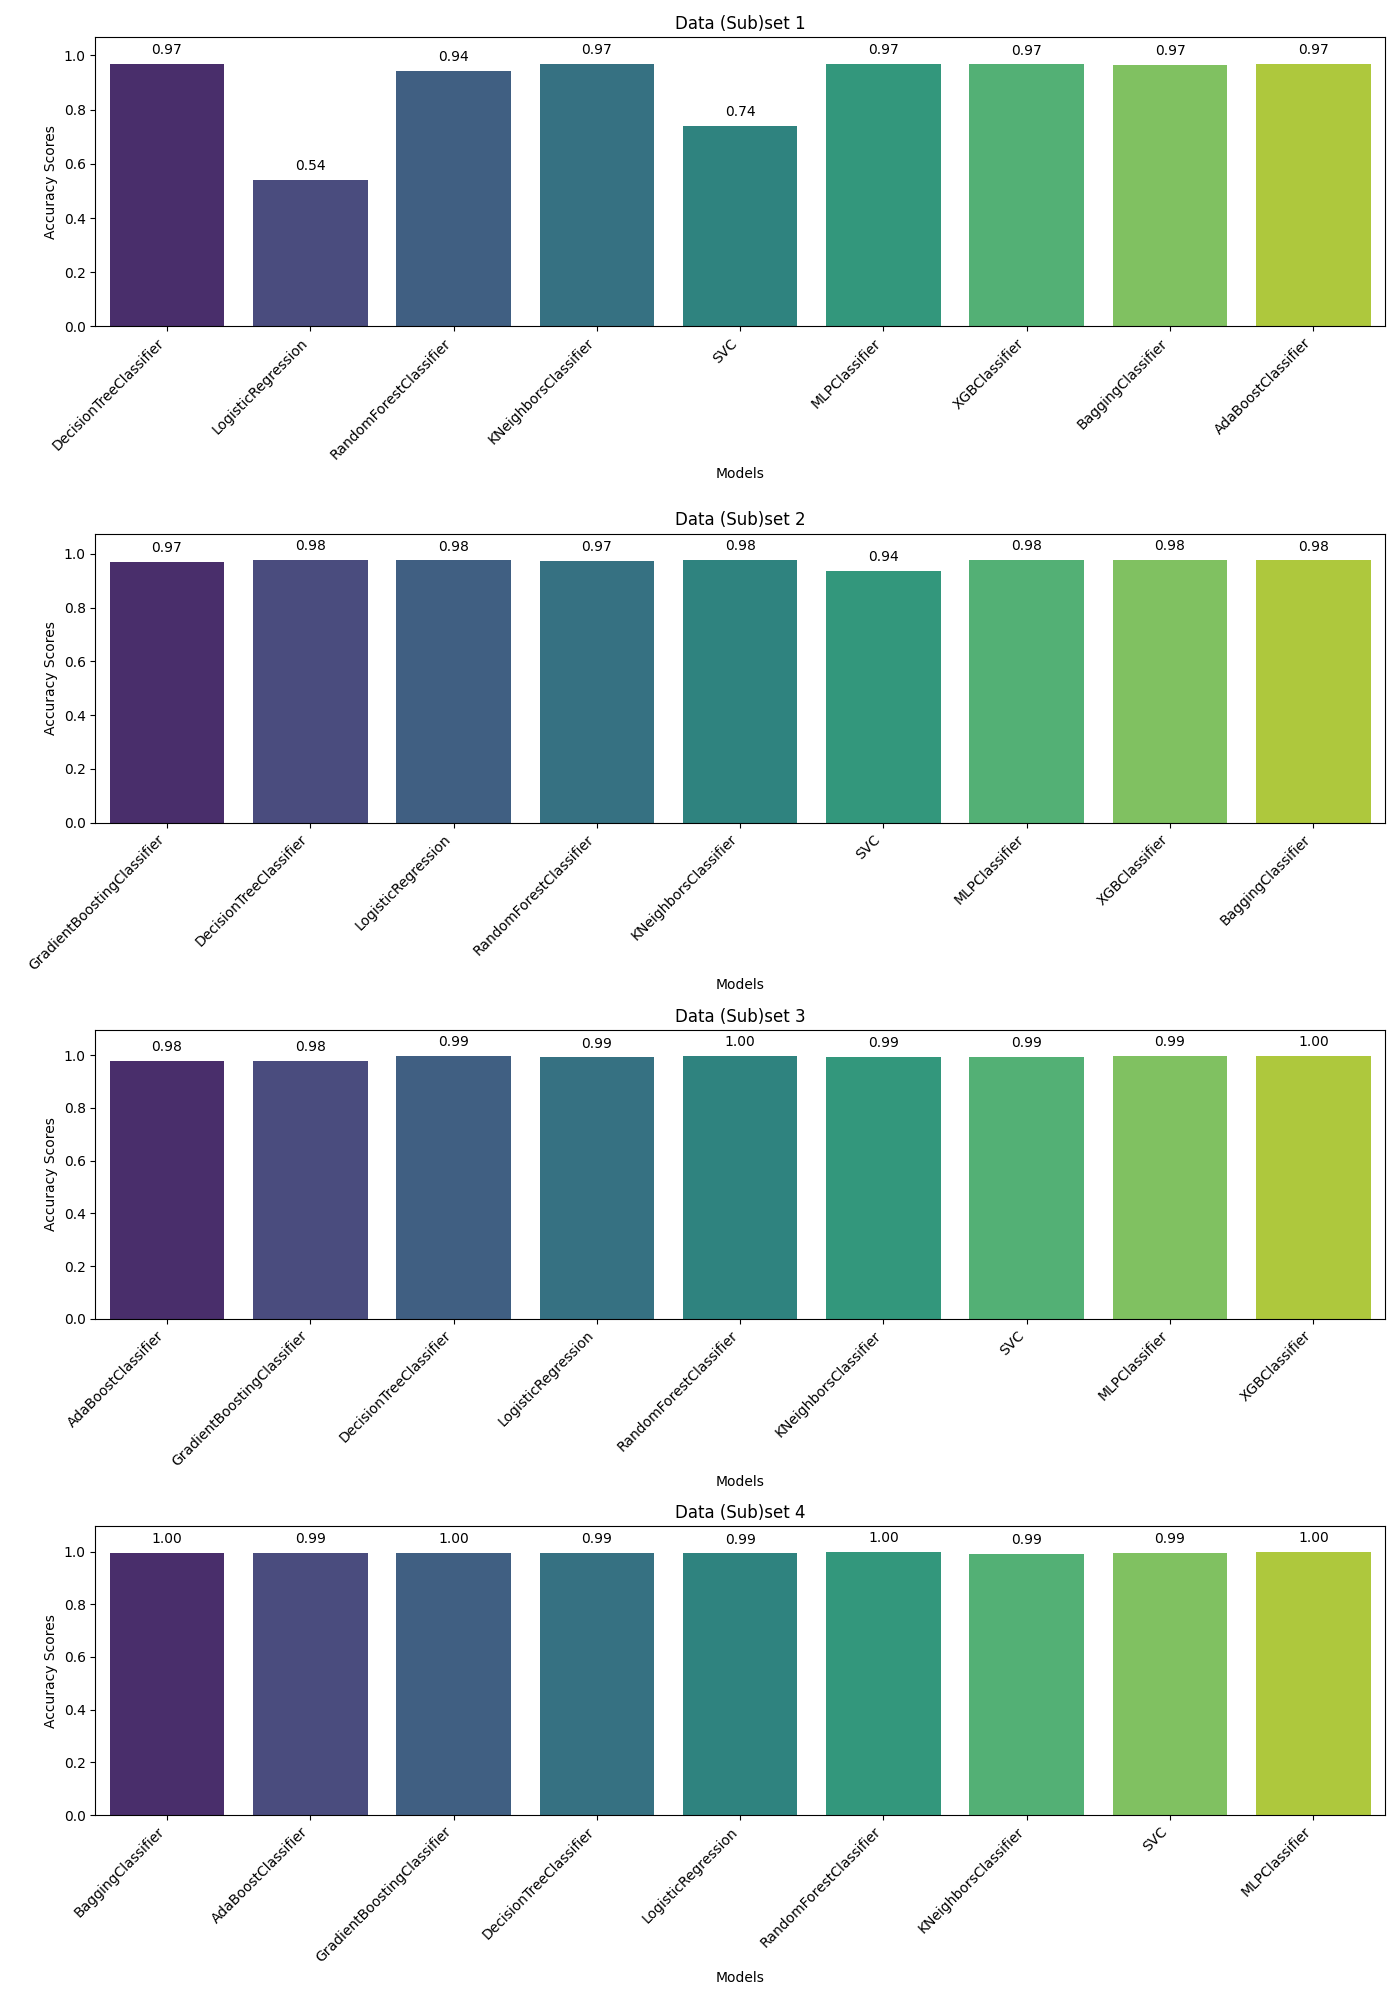 Data (Sub)set 1
0.97 0.54 0.94 0.97 0.74 0.97 0.97 0.97 0.97
Accuracy Scores
1.0
0.8
0.6
0.4
0.2
0.0
DecisionTreeClassifier
LogisticRegression
RandomForestClassifier
KNeighborsClassifier
SVC
MLPClassifier
XGBClassifier
BaggingClassifier
AdaBoostClassifier
Models
Data (Sub)set 2
0.97 0.98 0.98 0.97 0.98 0.94 0.98 0.98 0.98
Accuracy Scores
1.0
0.8
0.6
0.4
0.2
0.0
GradientBoostingClassifier
DecisionTreeClassifier
LogisticRegression
RandomForestClassifier
KNeighborsClassifier
SVC
MLPClassifier
XGBClassifier
BaggingClassifier
Models
Data (Sub)set 3
0.98 0.98 0.99 0.99 1.00 0.99 0.99 0.99 1.00
Accuracy Scores
1.0
0.8
0.6
0.4
0.2
0.0
AdaBoostClassifier
GradientBoostingClassifier
DecisionTreeClassifier
LogisticRegression
RandomForestClassifier
KNeighborsClassifier
SVC
MLPClassifier
XGBClassifier
Models
Data (Sub)set 4
1.00 0.99 1.00 0.99 0.99 1.00 0.99 0.99 1.00
Accuracy Scores
1.0
0.8
0.6
0.4
0.2
0.0
BaggingClassifier
AdaBoostClassifier
GradientBoostingClassifier
DecisionTreeClassifier
LogisticRegression
RandomForestClassifier
KNeighborsClassifier
SVC
MLPClassifier
Models